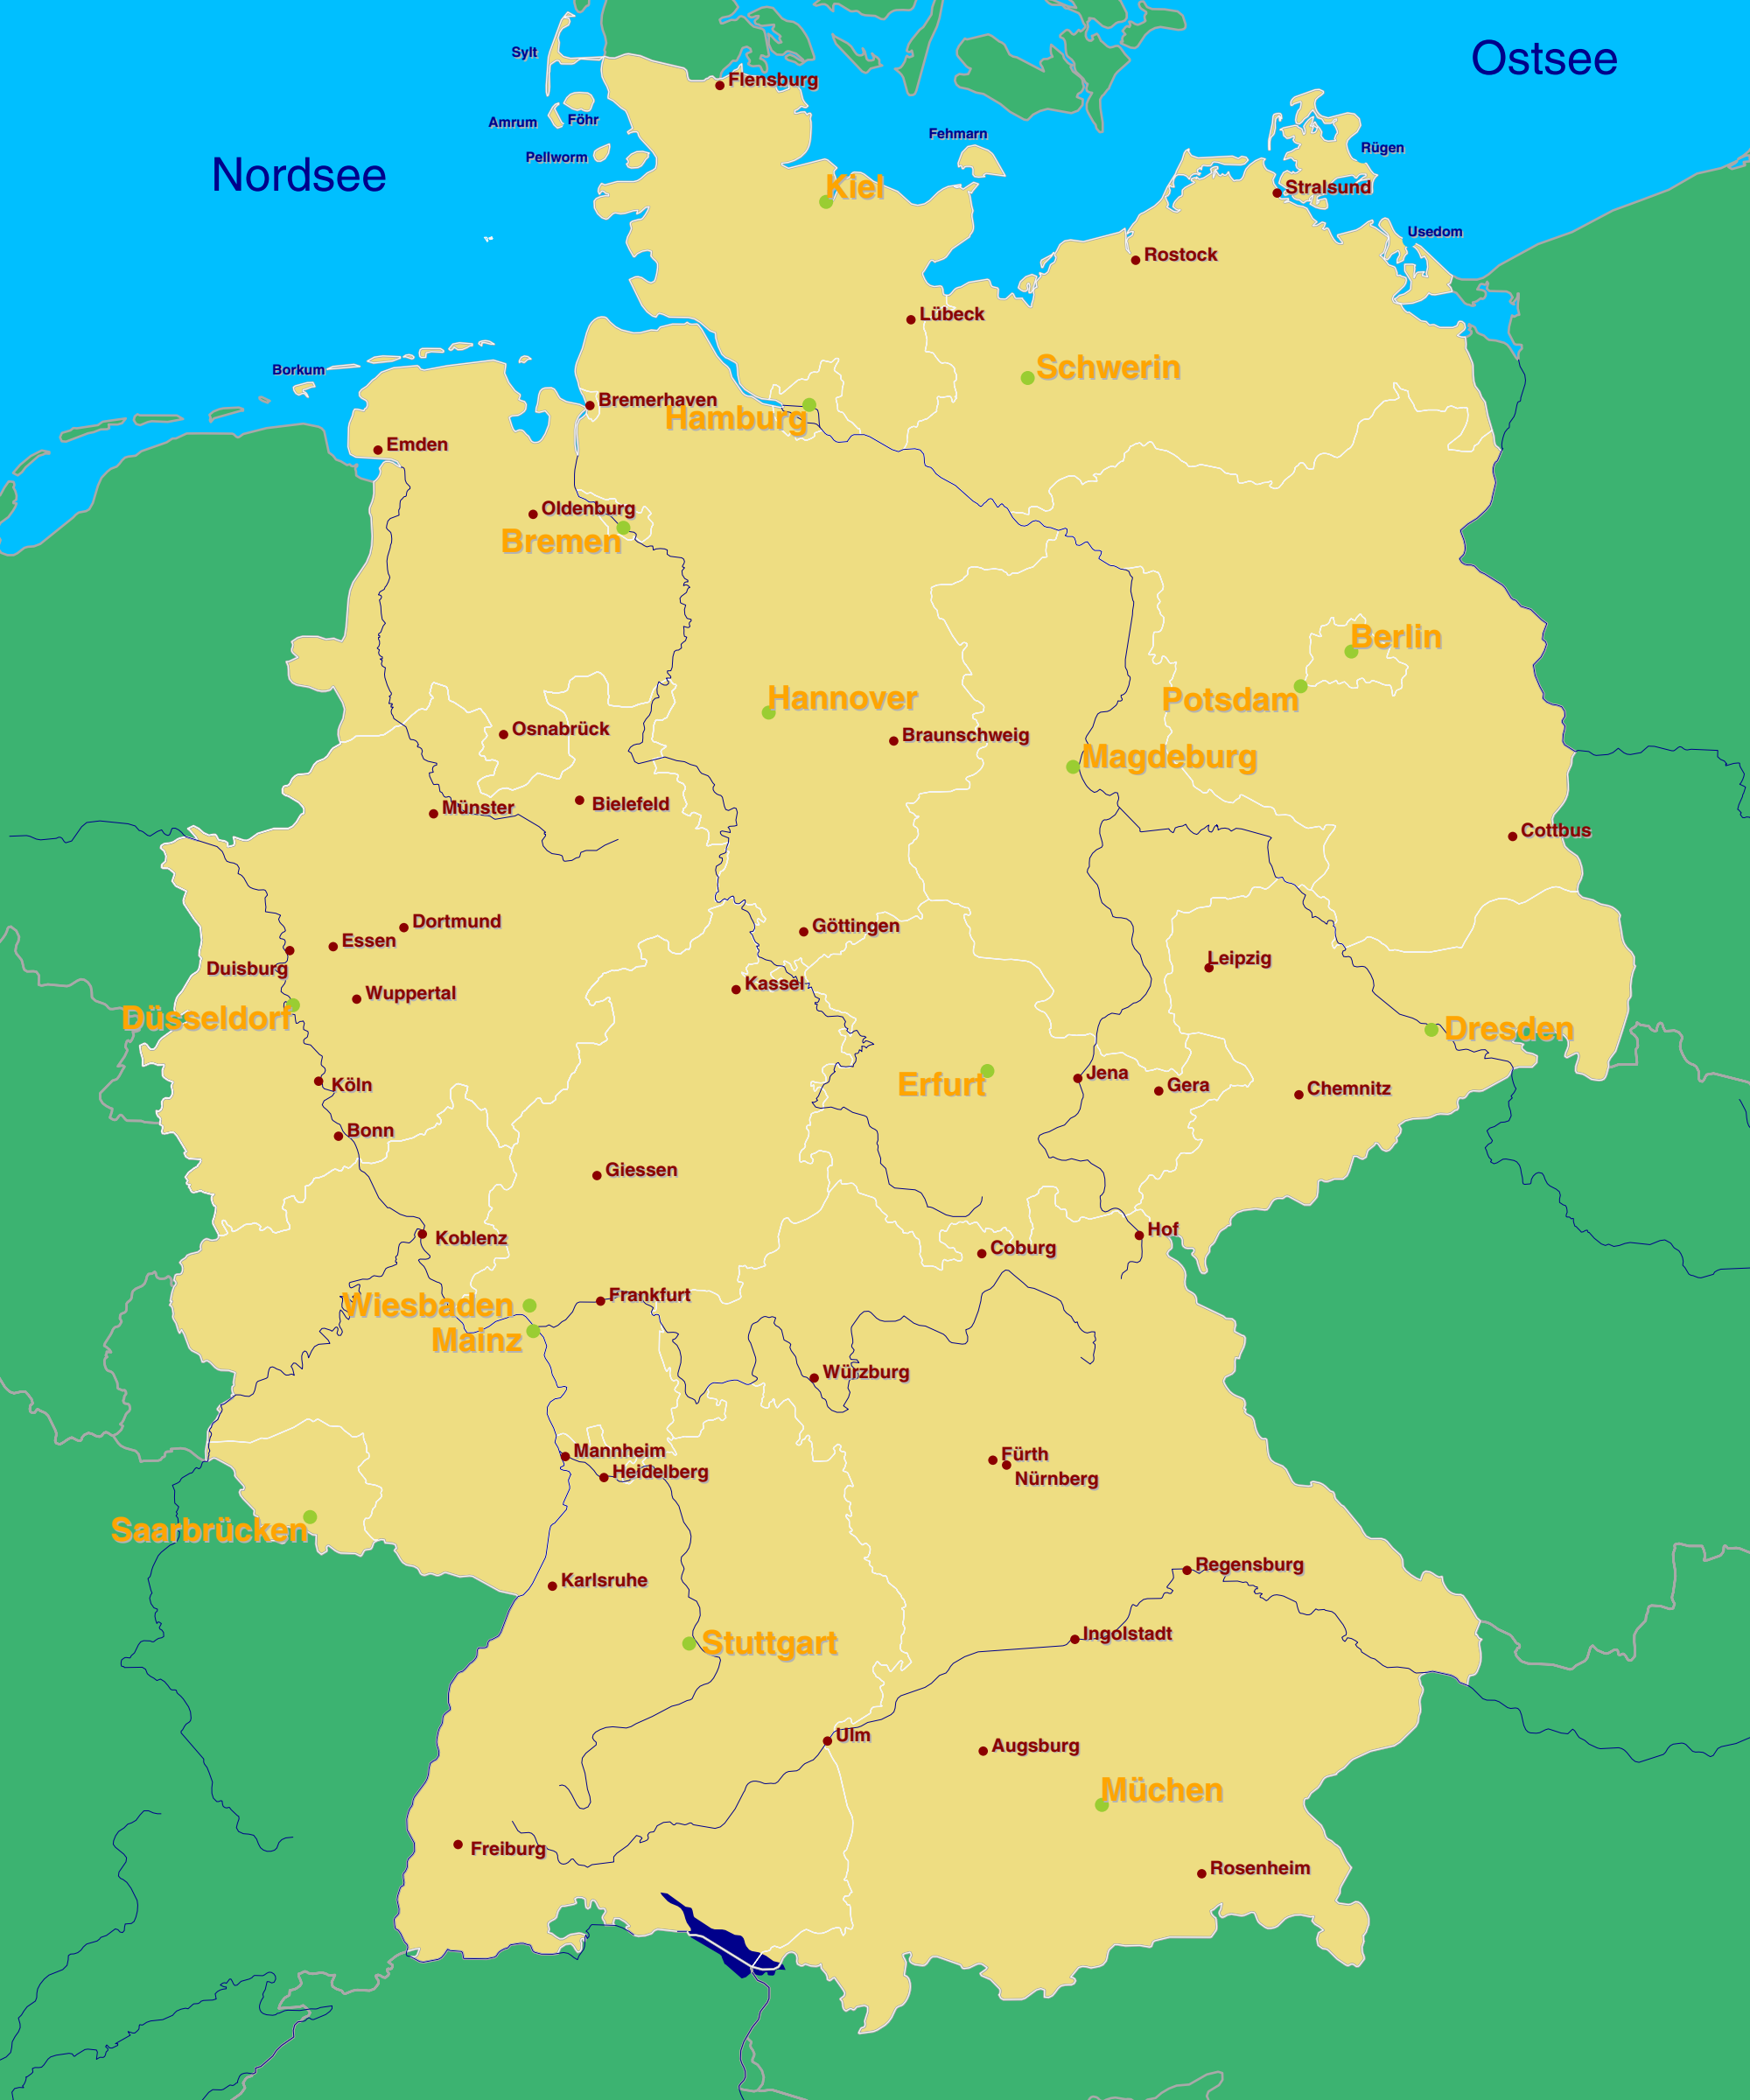 Ostsee
Sylt
Flensburg
Föhr
Amrum
Fehmarn
Rügen
Pellworm
Nordsee
Kiel
Stralsund
Usedom
Rostock
Lübeck
Schwerin
Borkum
Bremerhaven
Hamburg
Emden
Oldenburg
Bremen
Berlin
Hannover
Potsdam
Osnabrück
Braunschweig
Magdeburg
Münster
Bielefeld
Cottbus
Dortmund
Göttingen
Essen
Leipzig
Duisburg
Kassel
Wuppertal
Düsseldorf
Dresden
Jena
Köln
Erfurt
Gera
Chemnitz
Bonn
Giessen
Hof
Koblenz
Coburg
Frankfurt
Wiesbaden
Mainz
Würzburg
Mannheim
Fürth
Heidelberg
Nürnberg
Saarbrücken
Regensburg
Karlsruhe
Ingolstadt
Stuttgart
Ulm
Augsburg
Müchen
Freiburg
Rosenheim